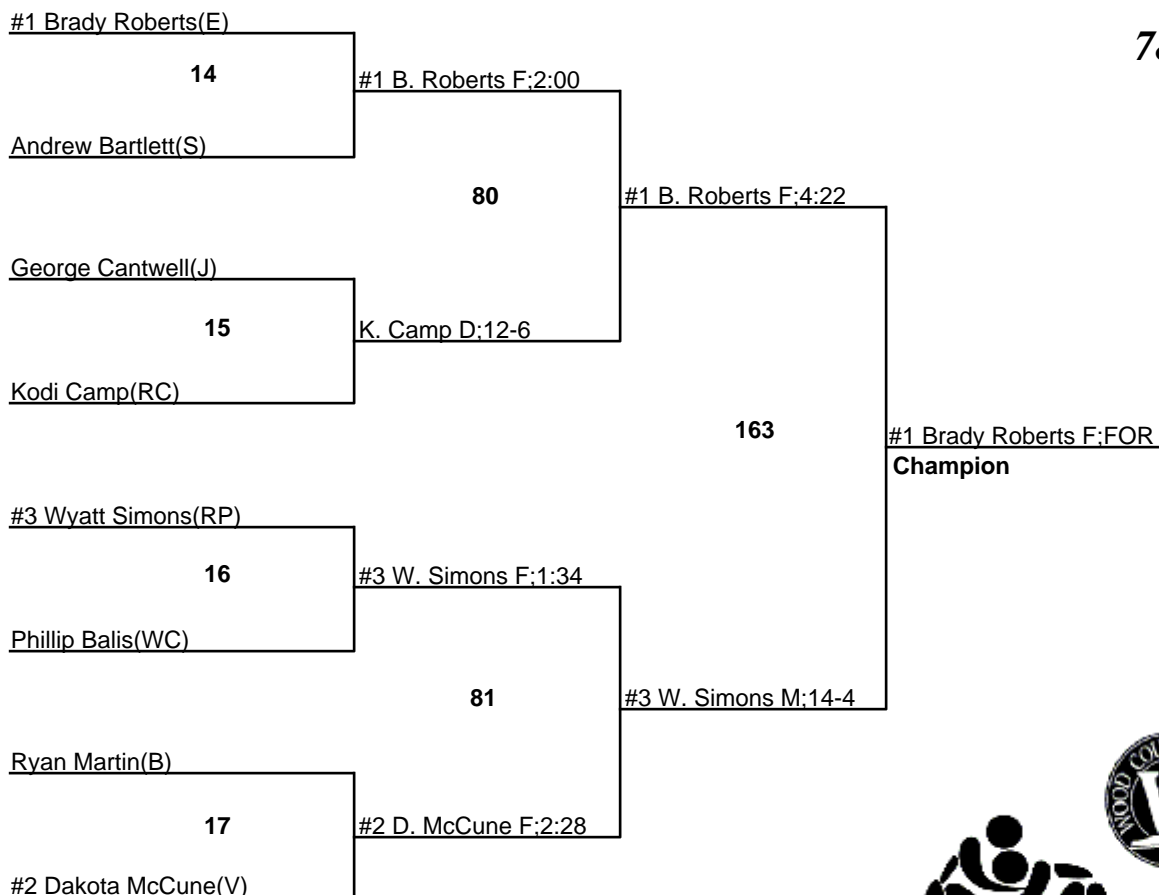 #1 Brady Roberts(E)
14
#1 B. Roberts F;2:00
Andrew Bartlett(S)
80
#1 B. Roberts F;4:22
George Cantwell(J)
15
K. Camp D;12-6
Kodi Camp(RC)
163
#1 Brady Roberts F;FOR
Champion
#3 Wyatt Simons(RP)
16
#3 W. Simons F;1:34
Phillip Balis(WC)
81
#3 W. Simons M;14-4
Ryan Martin(B)
17
#2 D. McCune F;2:28
#2 Dakota McCune(V)
WOOD